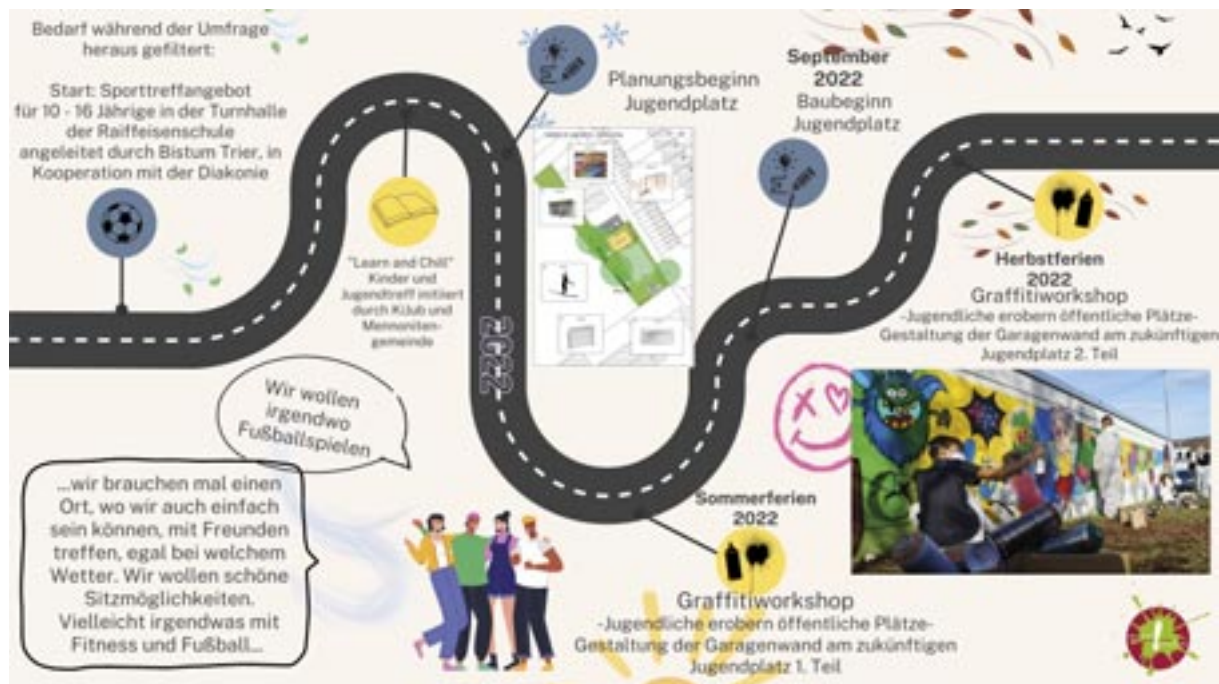 Bedarf während der Umfrage
heraus gefiltert:
Start: Sporttreffangebot
für 10 - 16 Jährige in der Turnhalle
der Raiffeisenschule
angeleitet durch Bistum Trier, in
Kooperation mit der Diakonie
"Learn and Chill"
Kinder und
Jugendtreff initiiert
durch KiJub und
Mennoniten-
gemeinde
2022
Planungsbeginn
Jugendplatz
September
2022
Baubeginn
Jugendplatz
Herbstferien
2022
Graffitiworkshop
-Jugendliche erobern öffentliche Plätze-
Gestaltung der Garagenwand am zukünftigen
Jugendplatz 2. Teil
Wir wollen
irgendwo
Fußballspielen
...wir brauchen mal einen
Ort, wo wir auch einfach
sein können, mit Freunden
treffen, egal bei welchem
Wetter. Wir wollen schöne
Sitzmöglichkeiten.
Vielleicht irgendwas mit
Fitness und Fußball...
Sommerferien
2022
Graffitiworkshop
-Jugendliche erobern öffentliche Plätze-
Gestaltung der Garagenwand am zukünftigen
Jugendplatz 1. Teil